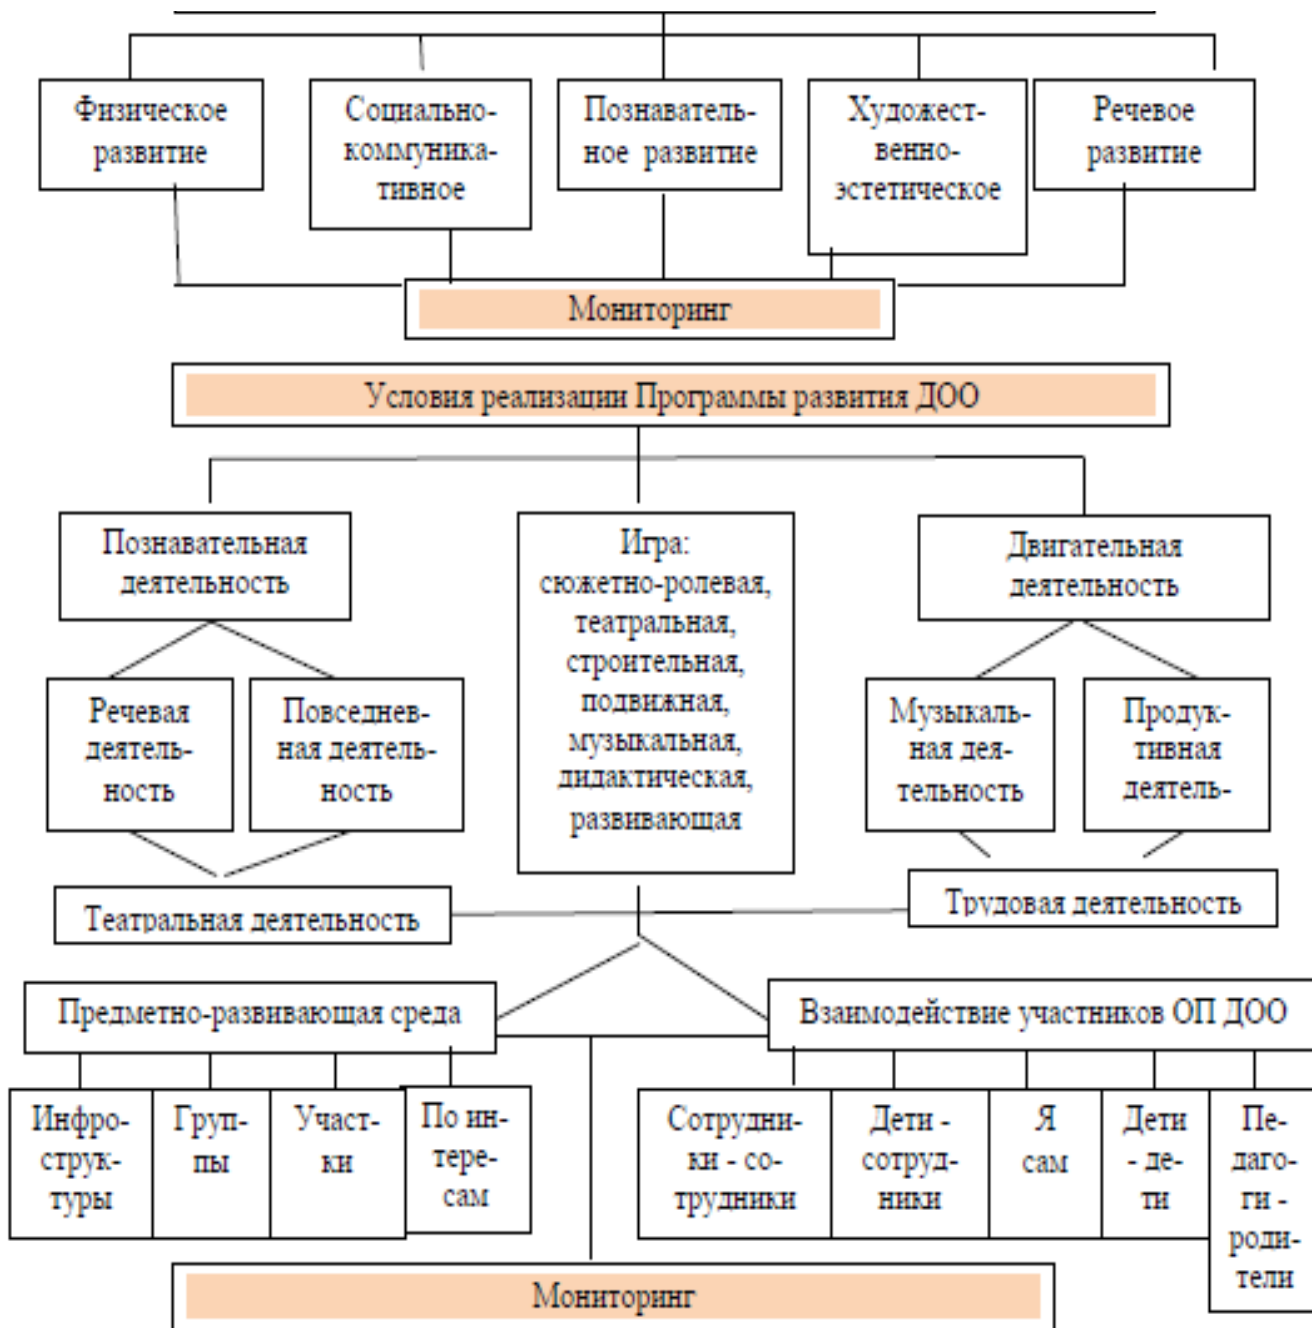 Физическое
развитие
Социально-
коммуника-
тивное
Познаватель-
ное развитие
Художест-
венно-
эстетическое
Речевое
развитие
Мониторинг
Условия реализации Программы развития ДОО
Познавательная
деятельность
Игра:
сюжетно-ролевая,
театральная,
строительная,
подвижная,
музыкальная,
дидактическая,
развивающая
Двигательная
деятельность
Речевая
деятель-
ность
Повседнев-
ная деятель-
ность
Музыкаль-
ная дея-
тельность
Продук-
тивная
деятель-
Театральная деятельность
Трудовая деятельность
Предметно-развивающая среда
Взаимодействие участников ОП ДОО
Инфро-
струк-
туры
Груп-
пы
Участ-
ки
По ин-
тере-
сам
Сотрудни-
ки - со-
трудники
Дети -
сотруд-
ники
Я
сам
Дети
- де-
ти
Пе-
даго-
ги -
роди-
тели
Мониторинг